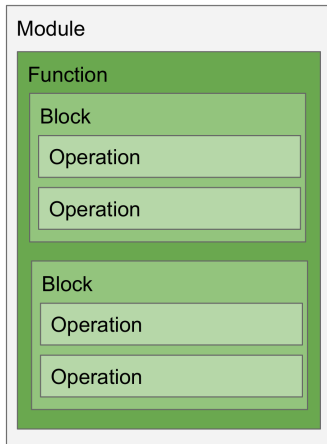 Module
Function
Block
Operation
Operation
Block
Operation
Operation